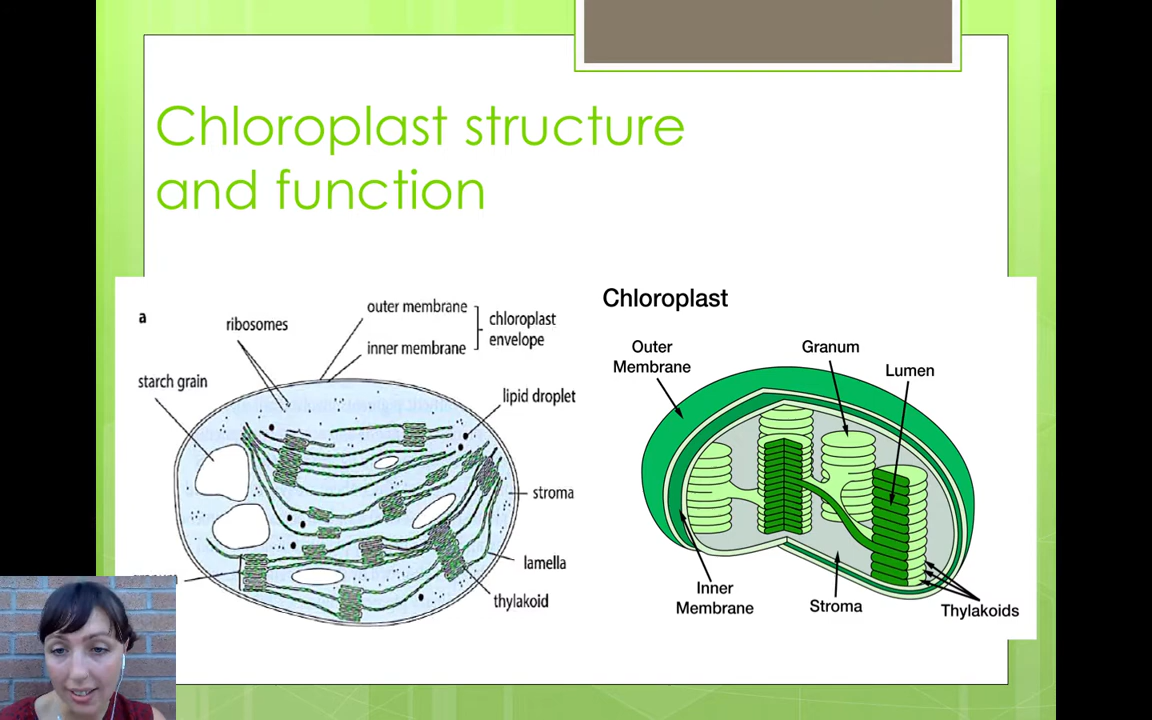 Chloroplast structure
and function
a
ribosomes
outer membrane
inner membrane
chloroplast
envelope
starch grain
lipid droplet
stroma
lamella
thylakoid
Chloroplast
Outer
Membrane
Granum
Lumen
Inner
Membrane
Stroma
Thylakoids